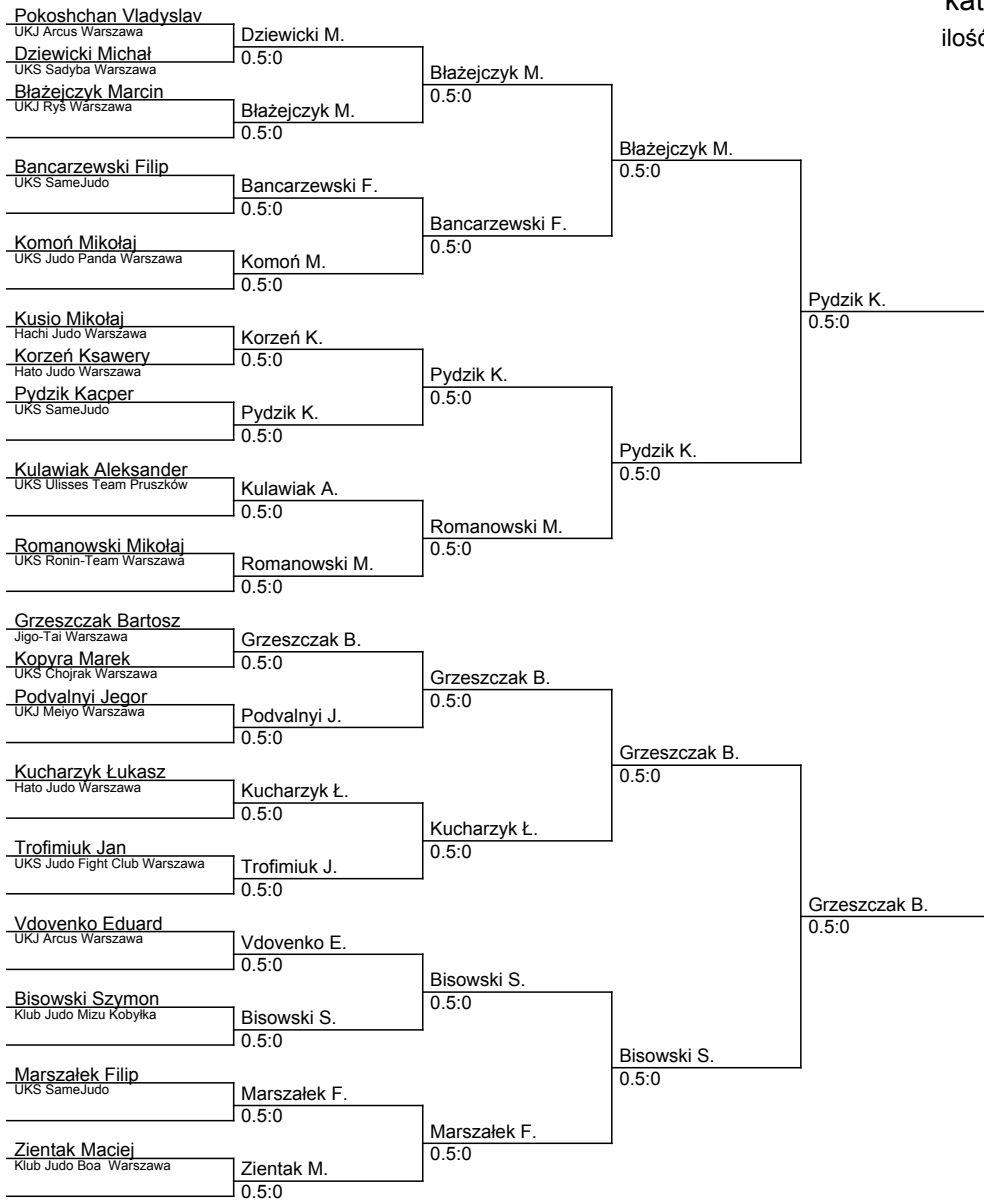 kat
ilość
Pokoshchan Vladyslav
UKJ Arcus Warszawa
Dziewicki Michał
UKS Sadyba Warszawa
Błażejczyk Marcin
UKJ Ryś Warszawa
Bancarzewski Filip
UKS SameJudo
Komoń Mikołaj
UKS Judo Panda Warszawa
Kusio Mikołaj
Hachi Judo Warszawa
Korzeń Ksawery
Hato Judo Warszawa
Pydzik Kacper
UKS SameJudo
Kulawiak Aleksander
UKS Ulisses Team Pruszków
Romanowski Mikołaj
UKS Ronin-Team Warszawa
Grzeszczak Bartosz
Jigo-Tai Warszawa
Kopyra Marek
UKS Chojrak Warszawa
Podvalnyi Jegor
UKJ Meiyo Warszawa
Kucharzyk Łukasz
Hato Judo Warszawa
Trofimiuk Jan
UKS Judo Fight Club Warszawa
Vdovenko Eduard
UKJ Arcus Warszawa
Bisowski Szymon
Klub Judo Mizu Kobyłka
Marszałek Filip
UKS SameJudo
Zientak Maciej
Klub Judo Boa Warszawa
Dziewicki M.
0.5:0
Błażejczyk M.
0.5:0
Bancarzewski F.
0.5:0
Komoń M.
0.5:0
Korzeń K.
0.5:0
Pydzik K.
0.5:0
Kulawiak A.
0.5:0
Romanowski M.
0.5:0
Grzeszczak B.
0.5:0
Podvalnyi J.
0.5:0
Kucharzyk Ł.
0.5:0
Trofimiuk J.
0.5:0
Vdovenko E.
0.5:0
Bisowski S.
0.5:0
Marszałek F.
0.5:0
Zientak M.
0.5:0
Błażejczyk M.
0.5:0
Bancarzewski F.
0.5:0
Pydzik K.
0.5:0
Romanowski M.
0.5:0
Grzeszczak B.
0.5:0
Kucharzyk Ł.
0.5:0
Bisowski S.
0.5:0
Marszałek F.
0.5:0
Błażejczyk M.
0.5:0
Pydzik K.
0.5:0
Grzeszczak B.
0.5:0
Bisowski S.
0.5:0
Pydzik K.
0.5:0
Grzeszczak B.
0.5:0